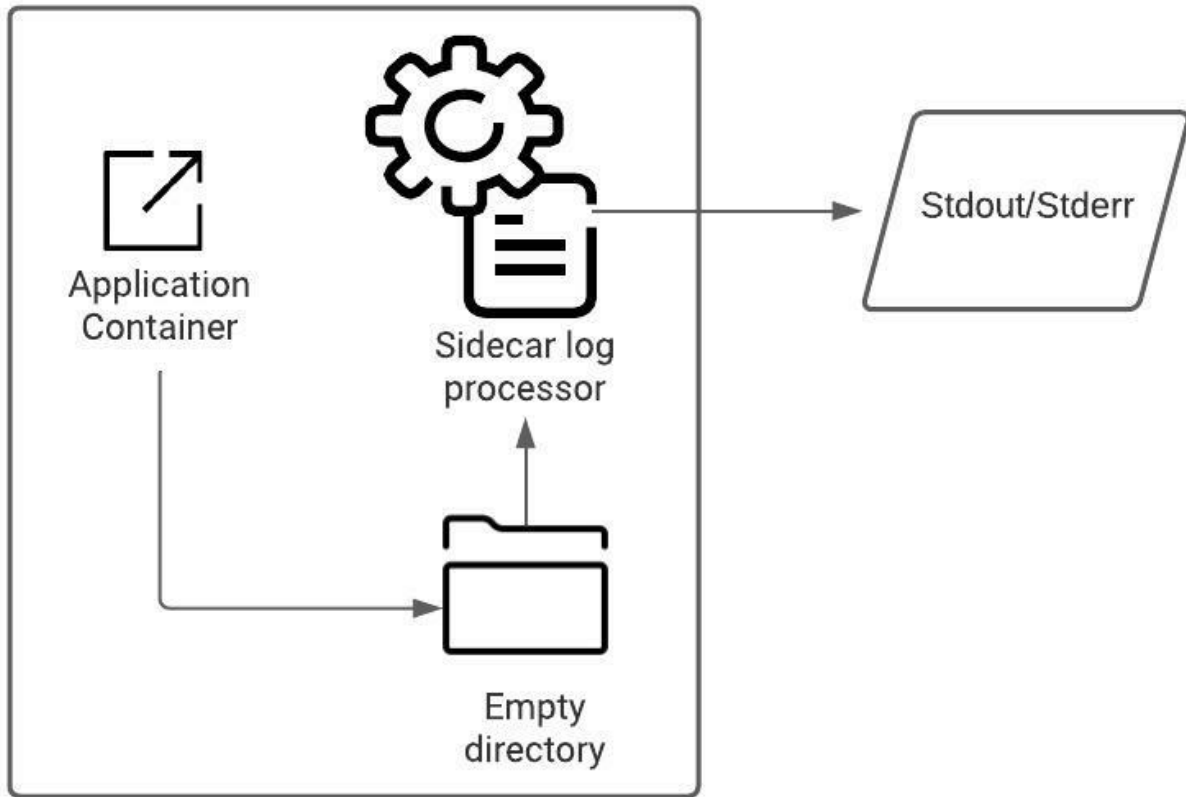 Application
Container
Sidecar log
processor
Stdout/Stderr
Empty
directory